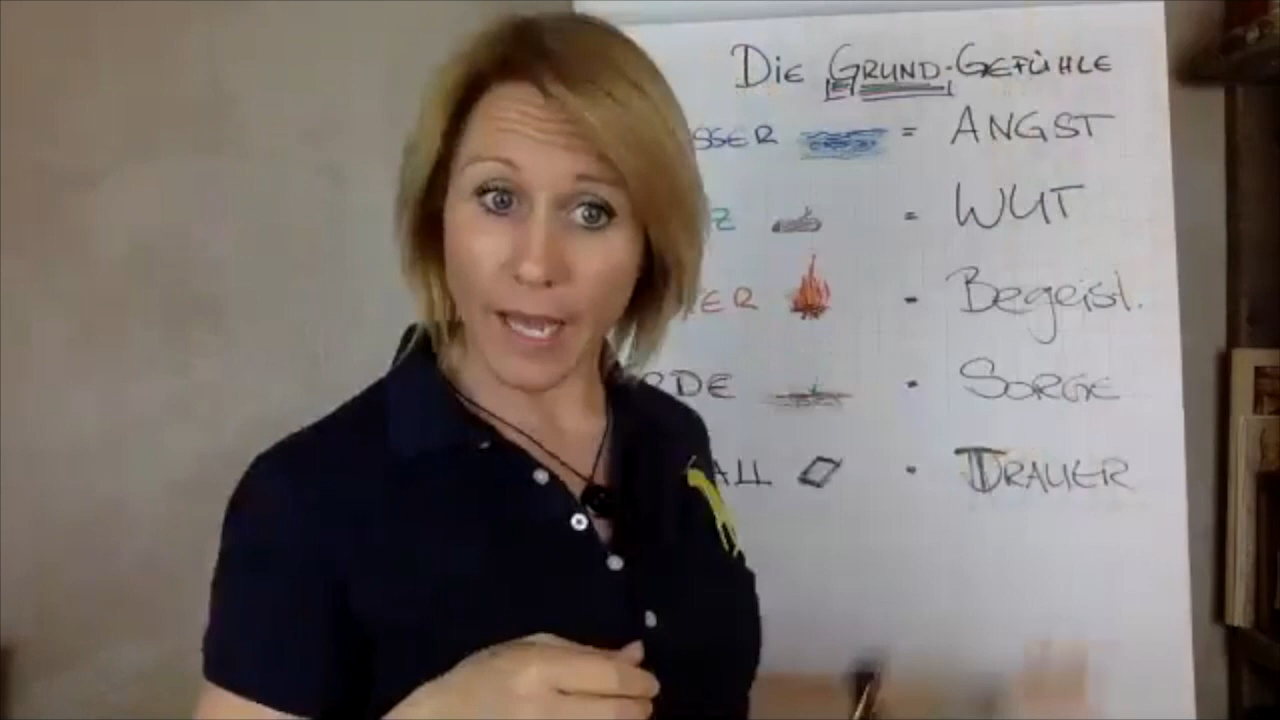 DIE GRUND-GEFÜHLE
SSER = ANGST
Z = WUT
ER - Begeist.
RDE - SORGE
ALL - TRAUER